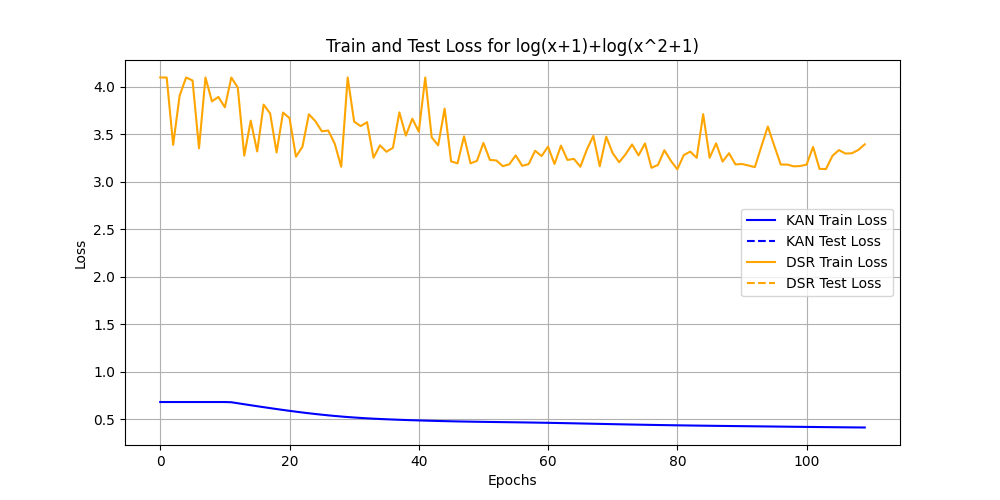 Train and Test Loss for log(x+1)+log(x^2+1)
Loss
4.0
3.5
3.0
2.5
2.0
1.5
1.0
0.5
KAN Train Loss
KAN Test Loss
DSR Train Loss
DSR Test Loss
0 20 40 60 80 100
Epochs